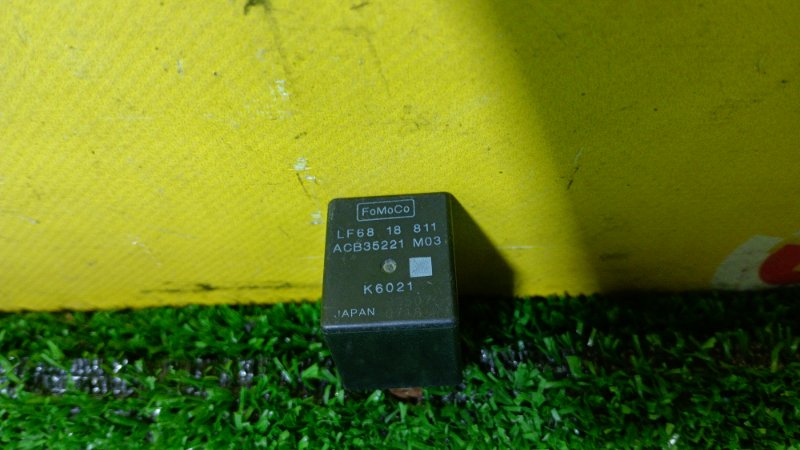 FoMoCo
LF68 18 811
ACB35221 M03
K6021
JAPAN